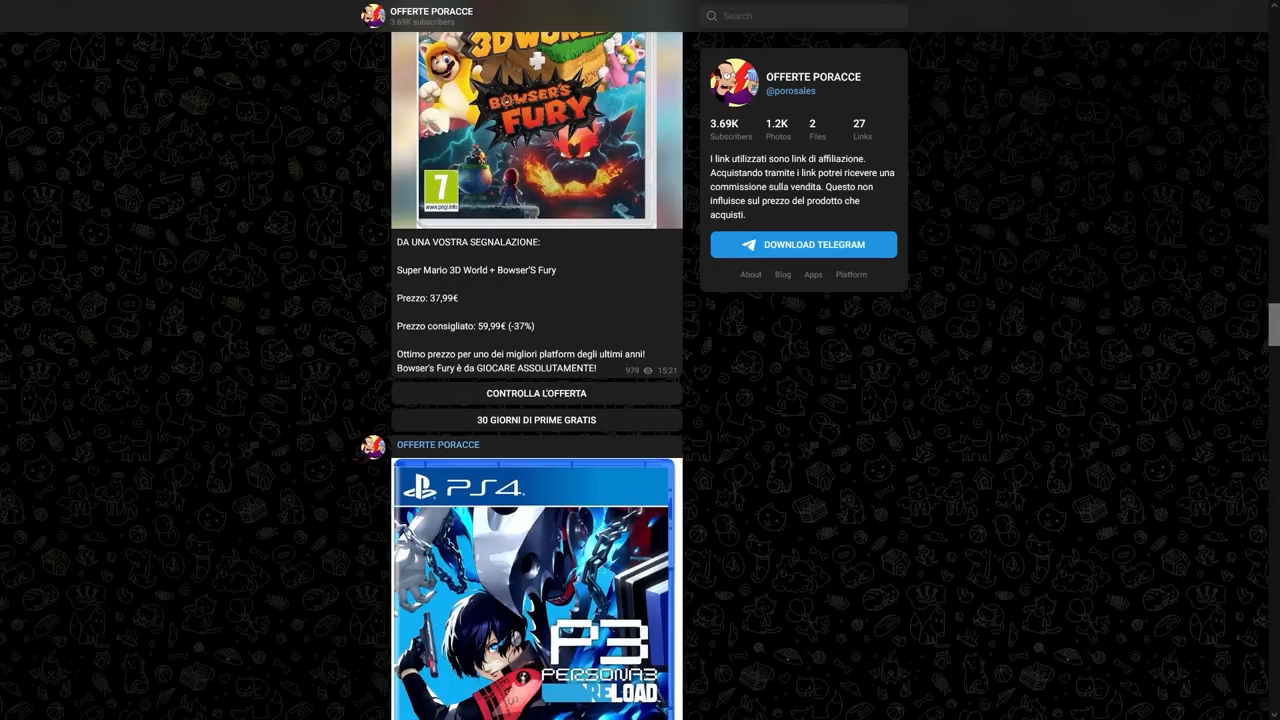 OFFERTE PORACCE
3.69K subscribers
Search
3D WORLD
+
BOWSER'S
FURY
7
www.pegi.info
DA UNA VOSTRA SEGNALAZIONE:
Super Mario 3D World + Bowser'S Fury
Prezzo: 37,99€
Prezzo consigliato: 59,99€ (-37%)
Ottimo prezzo per uno dei migliori platform degli ultimi anni!
Bowser's Fury è da GIOCARE ASSOLUTAMENTE!
979 15:21
CONTROLLA L'OFFERTA
30 GIORNI DI PRIME GRATIS
OFFERTE PORACCE
PS4
P3
PERSONA3
RELOAD
OFFERTE PORACCE
@porosales
3.69K 1.2K 2 27
Subscribers Photos Files Links
I link utilizzati sono link di affiliazione.
Acquistando tramite i link potrei ricevere una
commissione sulla vendita. Questo non
influisce sul prezzo del prodotto che
acquisti.
DOWNLOAD TELEGRAM
About Blog Apps Platform